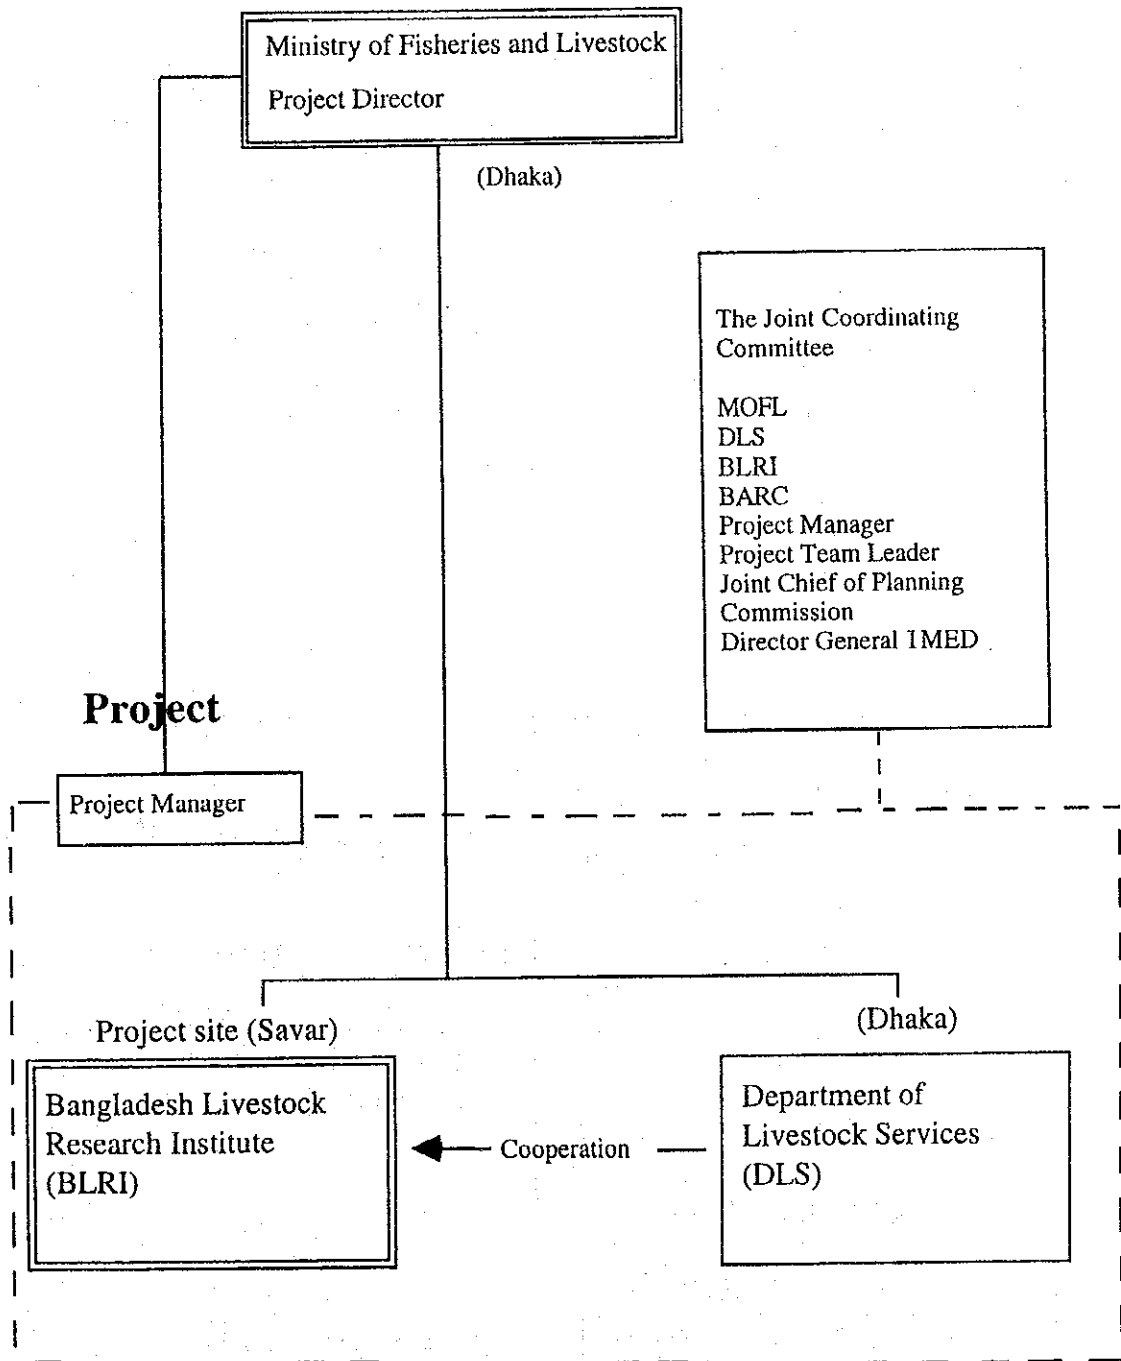 Ministry of Fisheries and Livestock
Project Director
(Dhaka)
The Joint Coordinating
Committee
MOFL
DLS
BLRI
BARC
Project Manager
Project Team Leader
Joint Chief of Planning
Commission
Director General IMED
Project
Project Manager
Project site (Savar)
(Dhaka)
Bangladesh Livestock
Research Institute
(BLRI)
Cooperation
Department of
Livestock Services
(DLS)